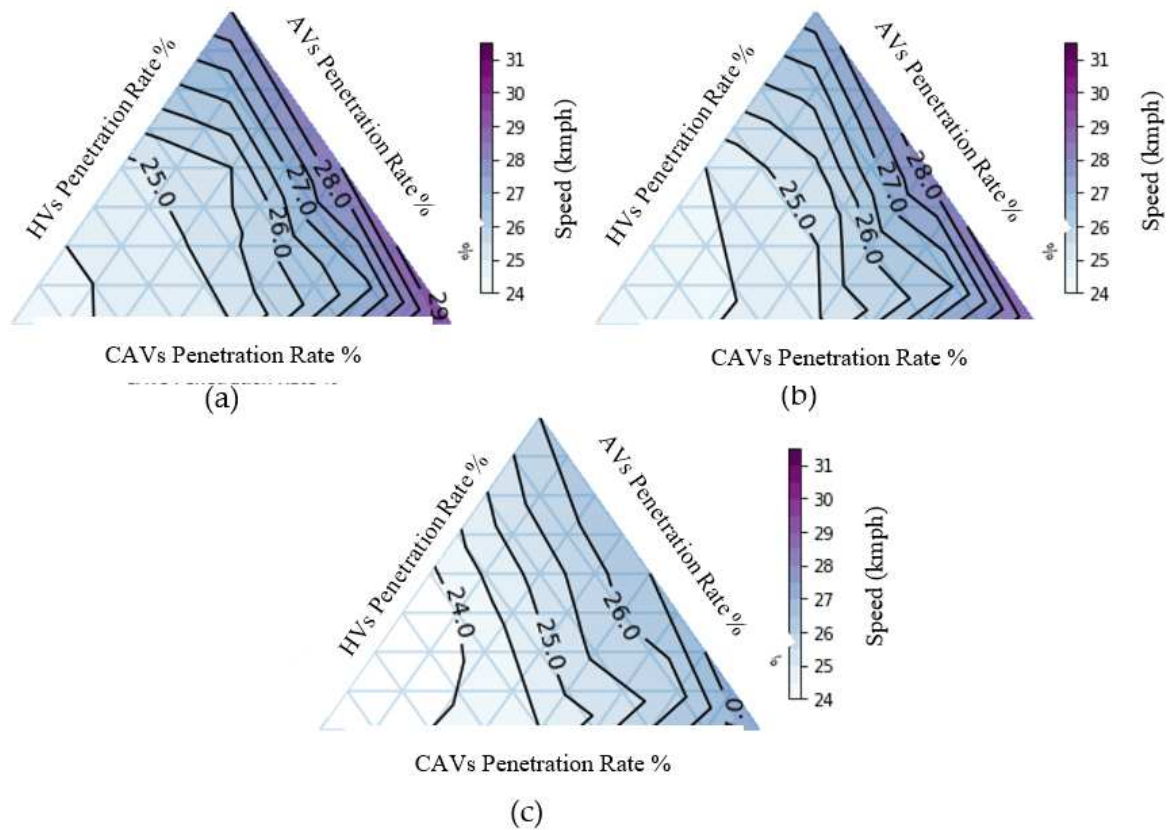 HVs Penetration Rate %
AVs Penetration Rate %
25.0
26.0
27.0
28.0
29
CAVs Penetration Rate %
31
30
29
28
27
26
25
24
Speed (kmph)
%
(a)
HVs Penetration Rate %
AVs Penetration Rate %
25.0
26.0
27.0
28.0
CAVs Penetration Rate %
31
30
29
28
27
26
25
24
Speed (kmph)
%
(b)
HVs Penetration Rate %
AVs Penetration Rate %
24.0
25.0
26.0
CAVs Penetration Rate %
31
30
29
28
27
26
25
24
Speed (kmph)
(c)